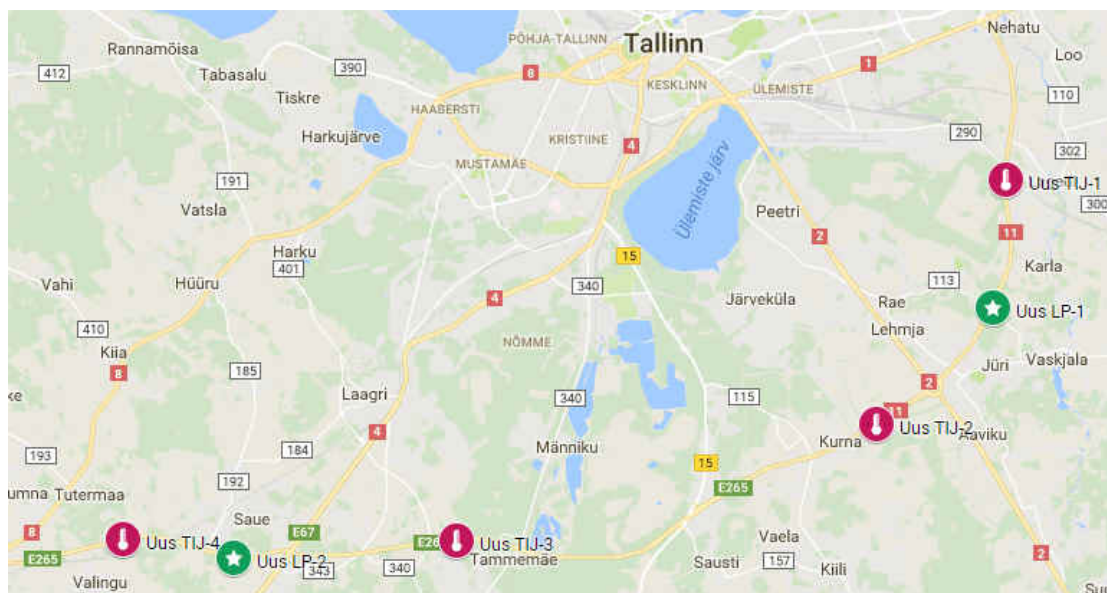 Nehatu
PÕHJA-TALLINN
Tallinn
Rannamõisa
Loo
412
Tabasalu
390
8
1
KESKLINN
ÜLEMISTE
Tiskre
HAABERSTI
110
Harkujärve
KRISTIINE
4
290
MUSTAMÄE
302
191
Uus TIJ-1
Vatsla
Ülemiste järv
Peetri
300
2
11
Harku
15
401
Karla
Vahi
Hüüru
340
113
4
Järveküla
Rae
Uus LP-1
410
Lehmja
NÕMME
Kiia
Vaskjala
8
185
Jüri
2
Laagri
340
115
11
4
Uus TIJ-2
Männiku
Kurna
Aaviku
193
184
15
192
E265
Tutermaa
Saue
8
E67
Vaela
Uus TIJ-4
Uus TIJ-3
E265
Uus LP-2
Tammemäe
2
Valingu
343
340
Sausti
157
Kiili